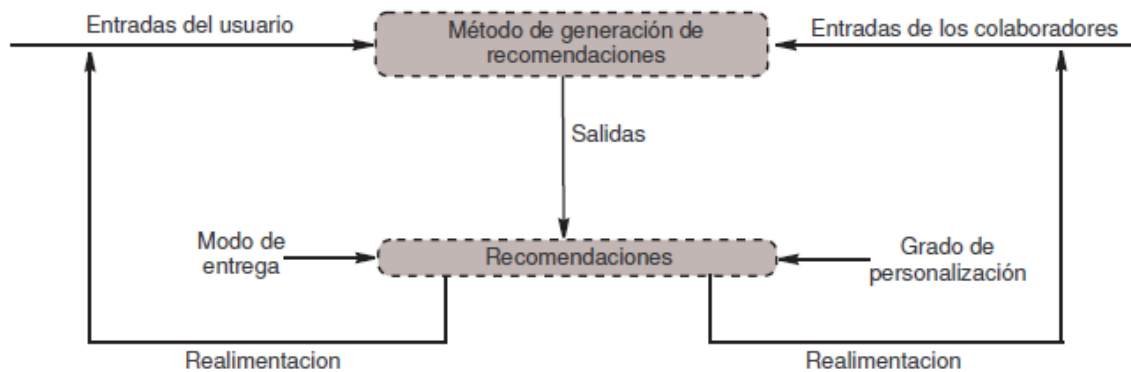 Entradas del usuario
Método de generación de
recomendaciones
Entradas de los colaboradores
Salidas
Modo de
entrega
Recomendaciones
Grado de
personalización
Realimentacion
Realimentacion